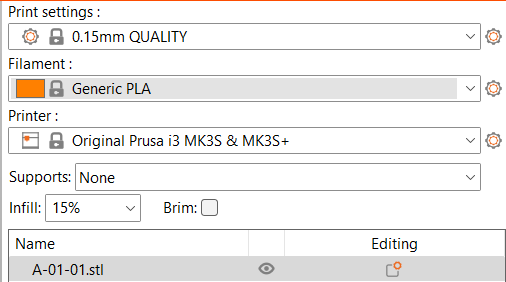 Print settings :
0.15mm QUALITY
Filament :
Generic PLA
Printer :
Original Prusa i3 MK3S & MK3S+
Supports: None
Infill: 15% Brim:
Name Editing
A-01-01.stl